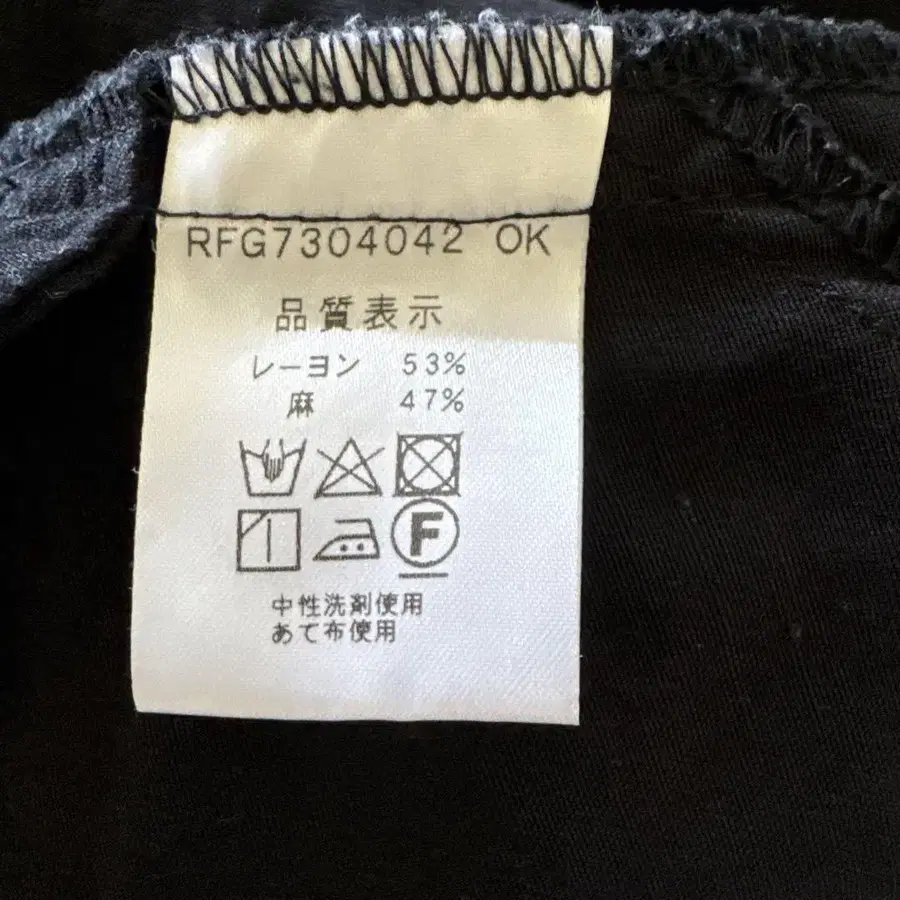 RFG7304042 OK
品質表示
レーヨン 53%
麻 47%
F
中性洗剤使用
あて布使用